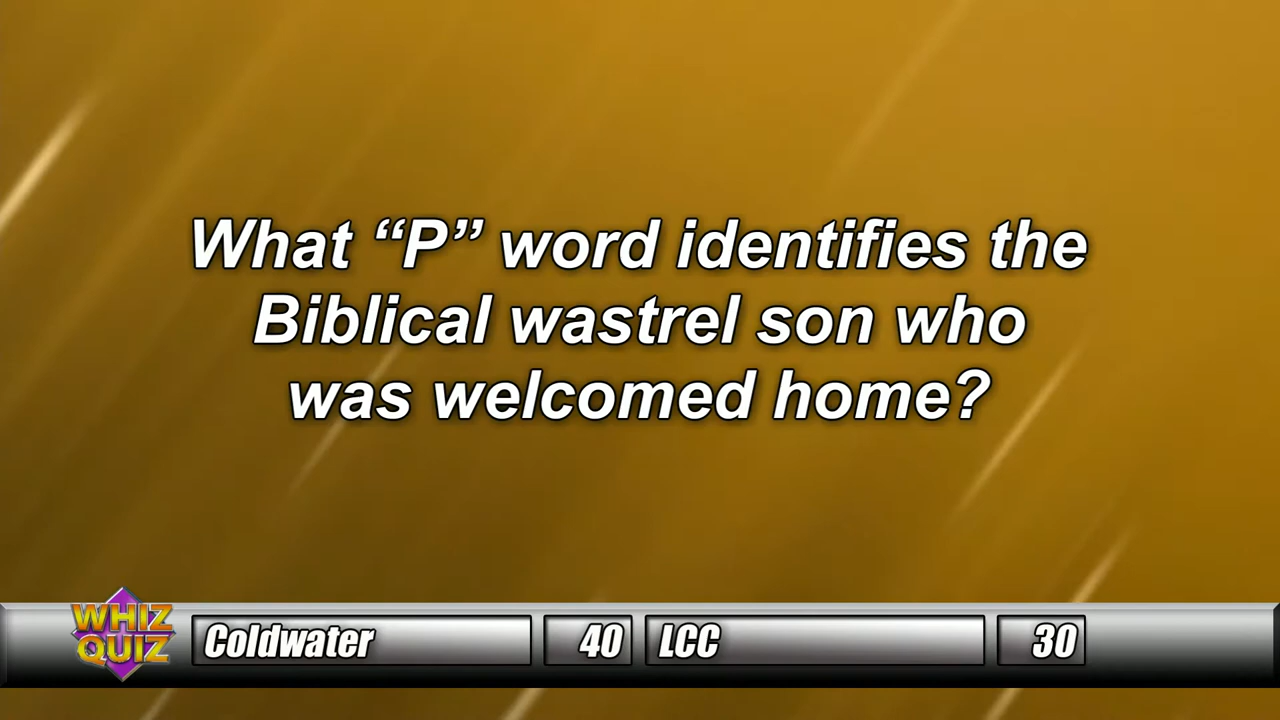 What “P” word identifies the
Biblical wastrel son who
was welcomed home?
WHIZ
QUIZ
Coldwater 40 LCC 30